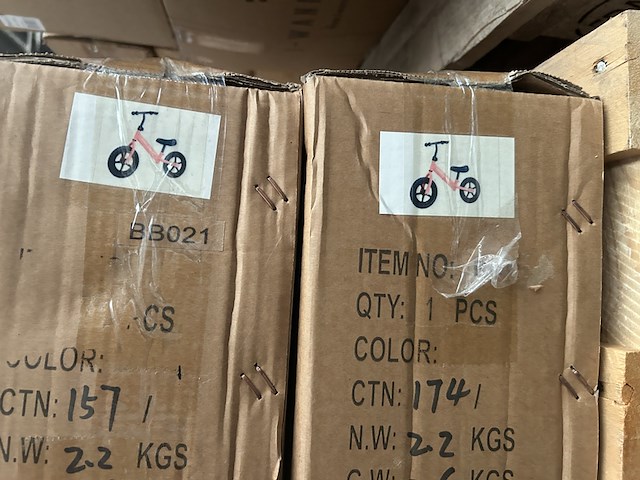 BB021
CS
COLOR:
CTN: 157 /
N.W: 2.2 KGS
ITEM NO:
QTY: 1 PCS
COLOR:
CTN: 174 /
N.W: 2.2 KGS
G.W: KGS